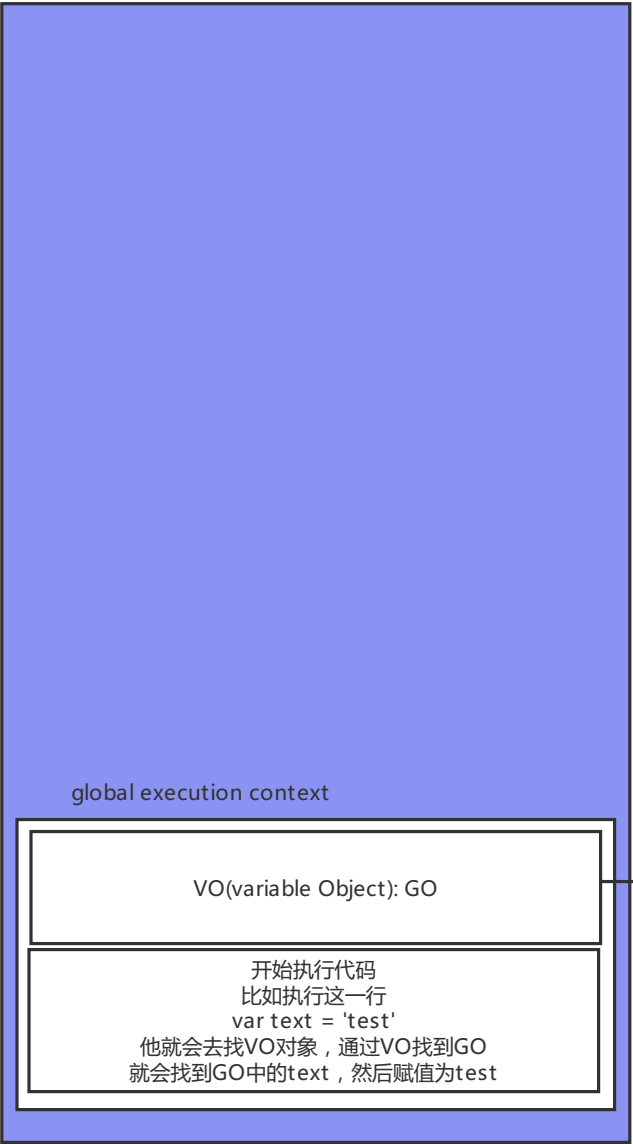 global execution context
VO(variable Object): GO
开始执行代码
比如执行这一行
var text = 'test'
他就会去找VO对象，通过VO找到GO
就会找到GO中的text，然后赋值为test